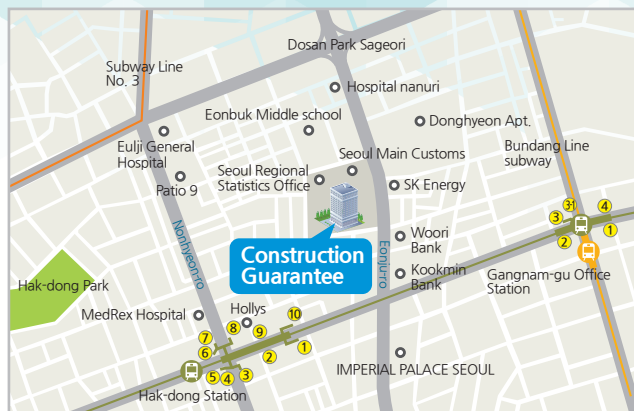 Dosan Park Sageori
Subway Line
No. 3
Hospital nanuri
Eonbuk Middle school
Donghyeon Apt.
Eulji General
Hospital
Seoul Main Customs
Bundang Line
subway
Seoul Regional
Statistics Office
Patio 9
SK Energy
Nonhyeon-ro
Eonju-ro
3-1
4
3
1
2
Woori
Bank
Construction
Guarantee
Kookmin
Bank
Gangnam-gu Office
Station
Hak-dong Park
MedRex Hospital
Hollys
10
7
8
9
6
1
2
5
4
3
IMPERIAL PALACE SEOUL
Hak-dong Station